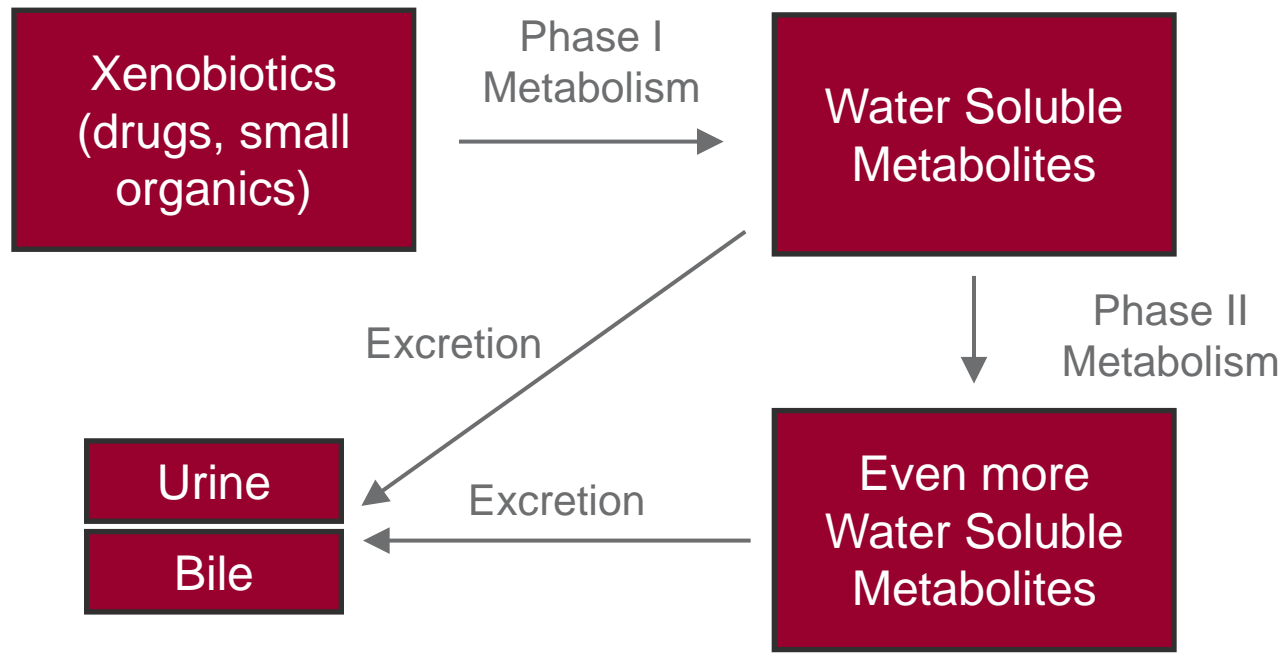 Xenobiotics
(drugs, small
organics)
Phase I
Metabolism
Water Soluble
Metabolites
Phase II
Metabolism
Excretion
Urine
Bile
Excretion
Even more
Water Soluble
Metabolites